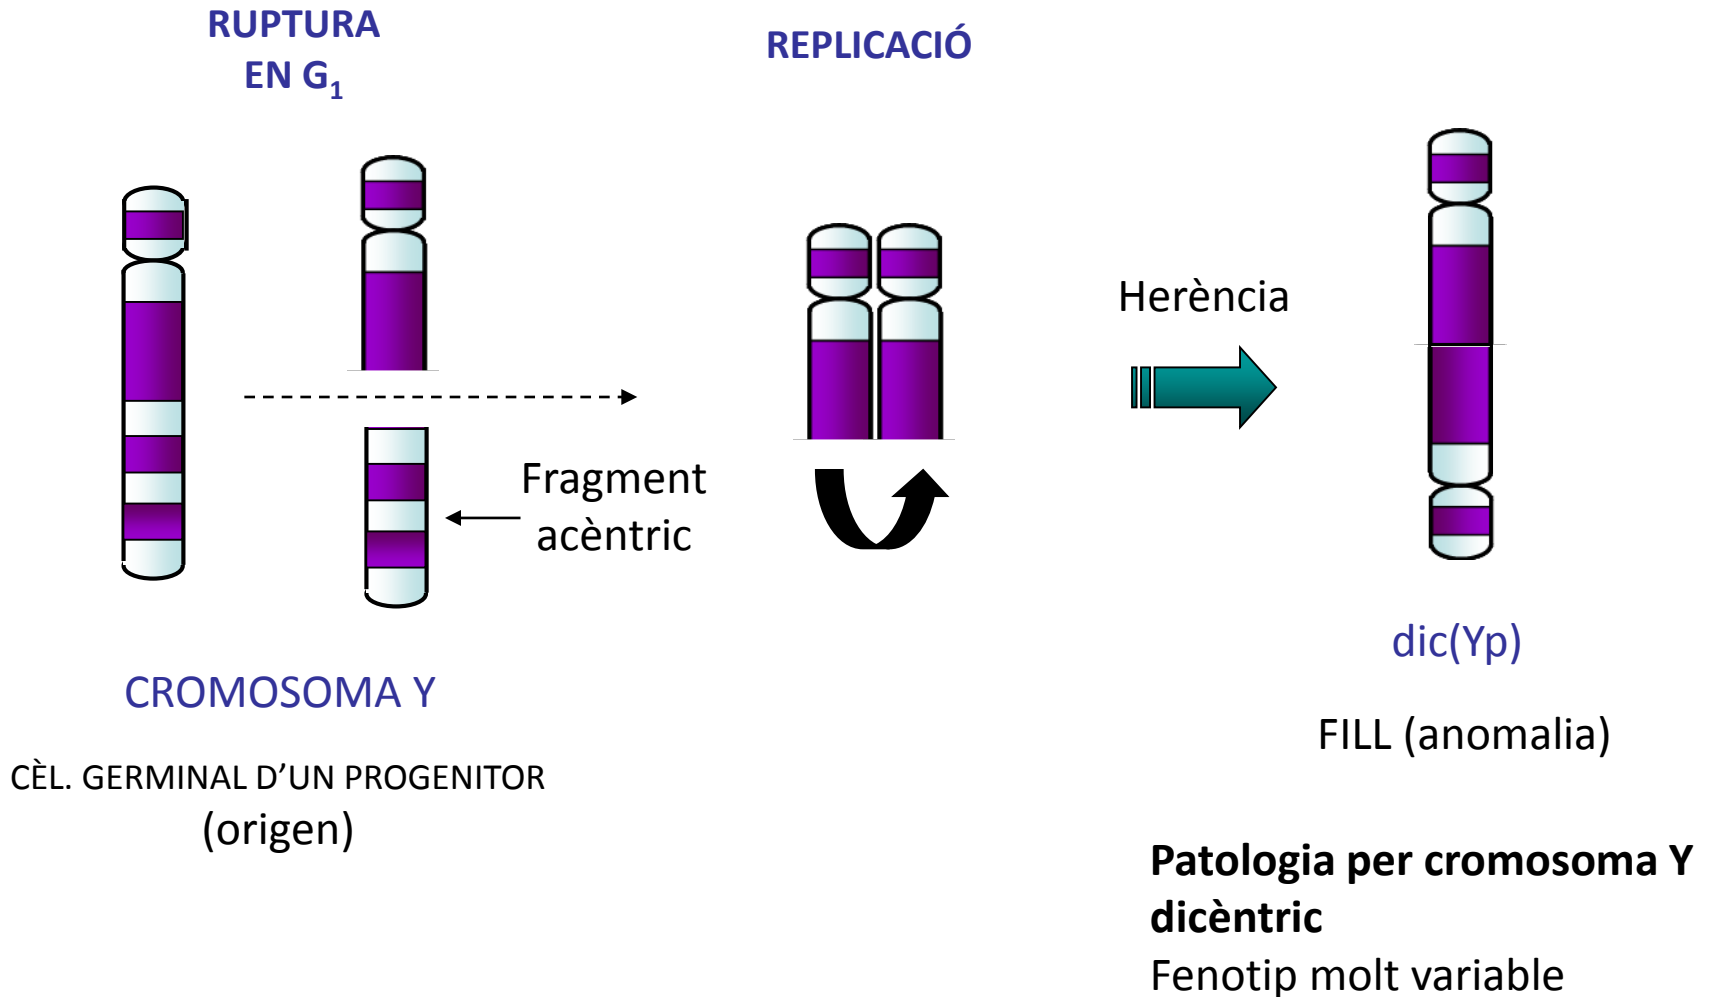 RUPTURA
EN G₁
REPLICACIÓ
Herència
Fragment
acèntric
dic(Yp)
CROMOSOMA Y
FILL (anomalia)
CÈL. GERMINAL D’UN PROGENITOR
(origen)
Patologia per cromosoma Y
dicèntric
Fenotip molt variable